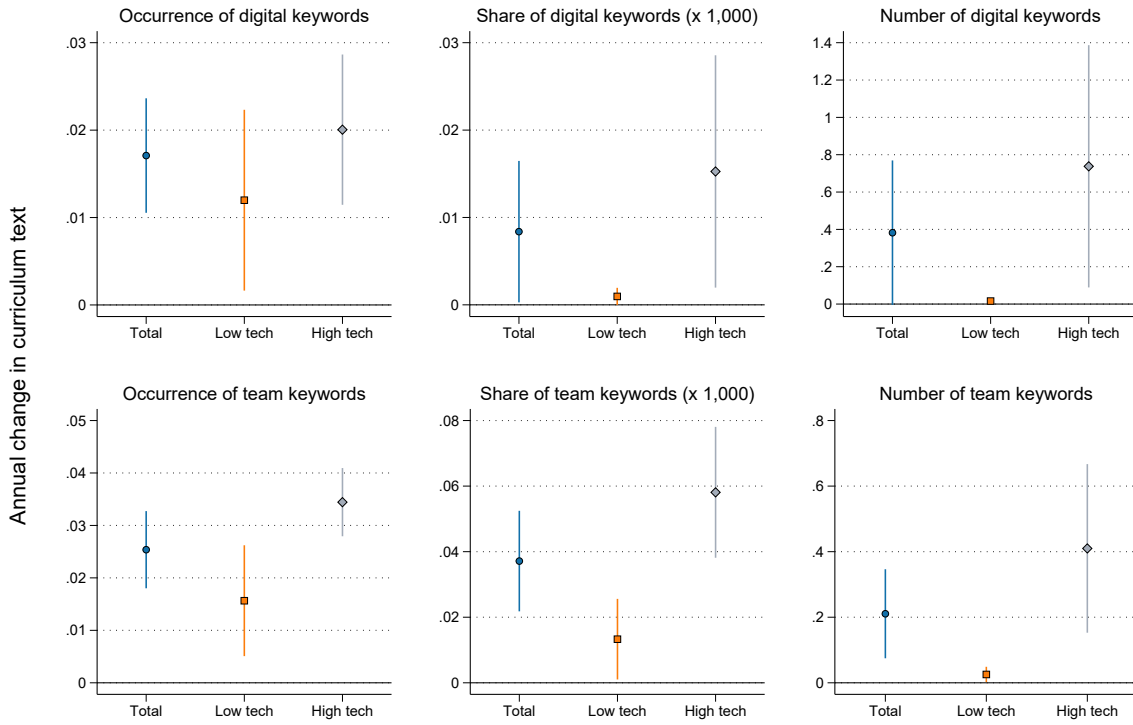 Annual change in curriculum text
Occurrence of digital keywords
.03
.02
.01
0
Total Low tech High tech
Share of digital keywords (x 1,000)
.03
.02
.01
0
Total Low tech High tech
Number of digital keywords
1.4
1.2
1
.8
.6
.4
.2
0
Total Low tech High tech
Occurrence of team keywords
.05
.04
.03
.02
.01
0
Total Low tech High tech
Share of team keywords (x 1,000)
.08
.06
.04
.02
0
Total Low tech High tech
Number of team keywords
.8
.6
.4
.2
0
Total Low tech High tech